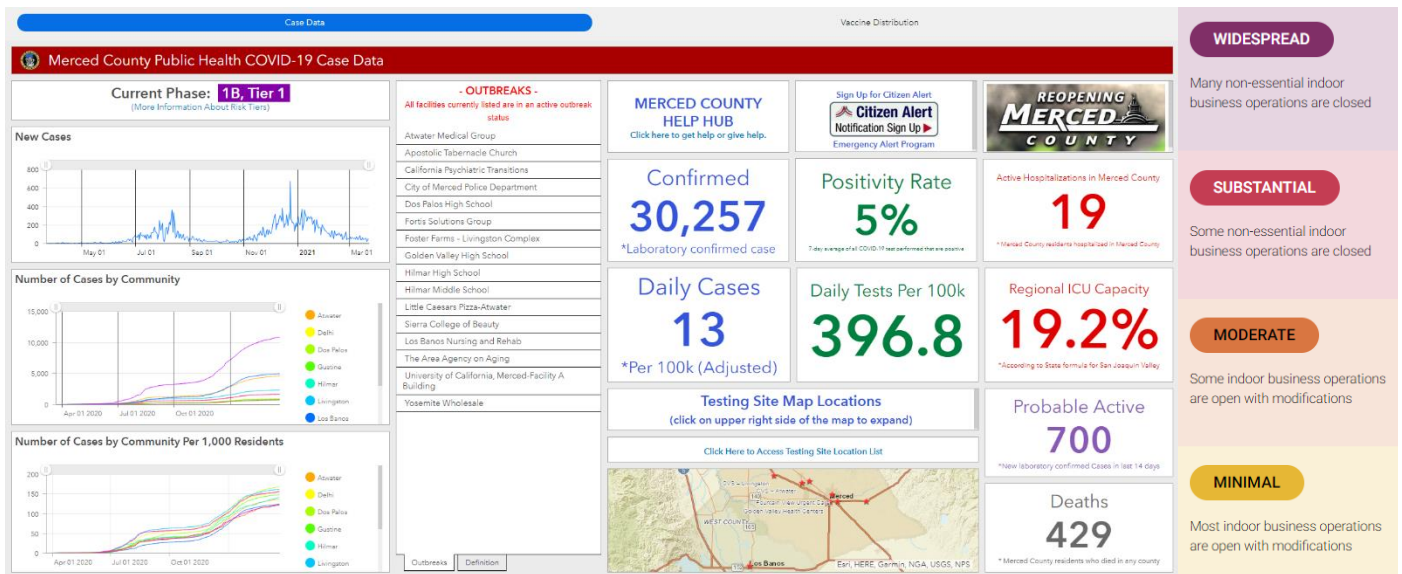 Case Data
Vaccine Distribution
Merced County Public Health COVID-19 Case Data
Current Phase: 1B, Tier 1
(More Information About Risk Tiers)
New Cases
800
600
400
200
0
May 01
Jul 01
Sep 01
Nov 01
2021
Mar 01
Number of Cases by Community
15,000
10,000
5,000
0
Apr 01 2020
Jul 01 2020
Oct 01 2020
Atwater
Delhi
Dos Palos
Gustine
Hilmar
Livingston
Los Banos
Number of Cases by Community Per 1,000 Residents
200
150
100
50
0
Apr 01 2020
Jul 01 2020
Oct 01 2020
Atwater
Delhi
Dos Palos
Gustine
Hilmar
Livingston
- OUTBREAKS -
All facilities currently listed are in an active outbreak
status
Atwater Medical Group
Apostolic Tabernacle Church
California Psychiatric Transitions
City of Merced Police Department
Dos Palos High School
Fortis Solutions Group
Foster Farms - Livingston Complex
Golden Valley High School
Hilmar High School
Hilmar Middle School
Little Caesars Pizza-Atwater
Sierra College of Beauty
Los Banos Nursing and Rehab
The Area Agency on Aging
University of California, Merced-Facility A
Building
Yosemite Wholesale
Outbreaks
Definition
MERCED COUNTY
HELP HUB
Click here to get help or give help.
Sign Up for Citizen Alert
Citizen Alert
Notification Sign Up
Emergency Alert Program
REOPENING
MERCED
COUNTY
Confirmed
30,257
*Laboratory confirmed case
Positivity Rate
5%
7-day average of all COVID-19 test performed that are positive
Active Hospitalizations in Merced County
19
* Merced County residents hospitalized in Merced County
Daily Cases
13
*Per 100k (Adjusted)
Daily Tests Per 100k
396.8
Regional ICU Capacity
19.2%
*According to State formula for San Joaquin Valley
Testing Site Map Locations
(click on upper right side of the map to expand)
Click Here to Access Testing Site Location List
CVS - Atwater
Merced
Golden Valley Health Centers
WEST COUNTY
Los Banos
Esri, HERE, Garmin, NGA, USGS, NPS
Probable Active
700
*New laboratory confirmed Cases in last 14 days
Deaths
429
* Merced County residents who died in any county
WIDESPREAD
Many non-essential indoor
business operations are closed
SUBSTANTIAL
Some non-essential indoor
business operations are closed
MODERATE
Some indoor business operations
are open with modifications
MINIMAL
Most indoor business operations
are open with modifications